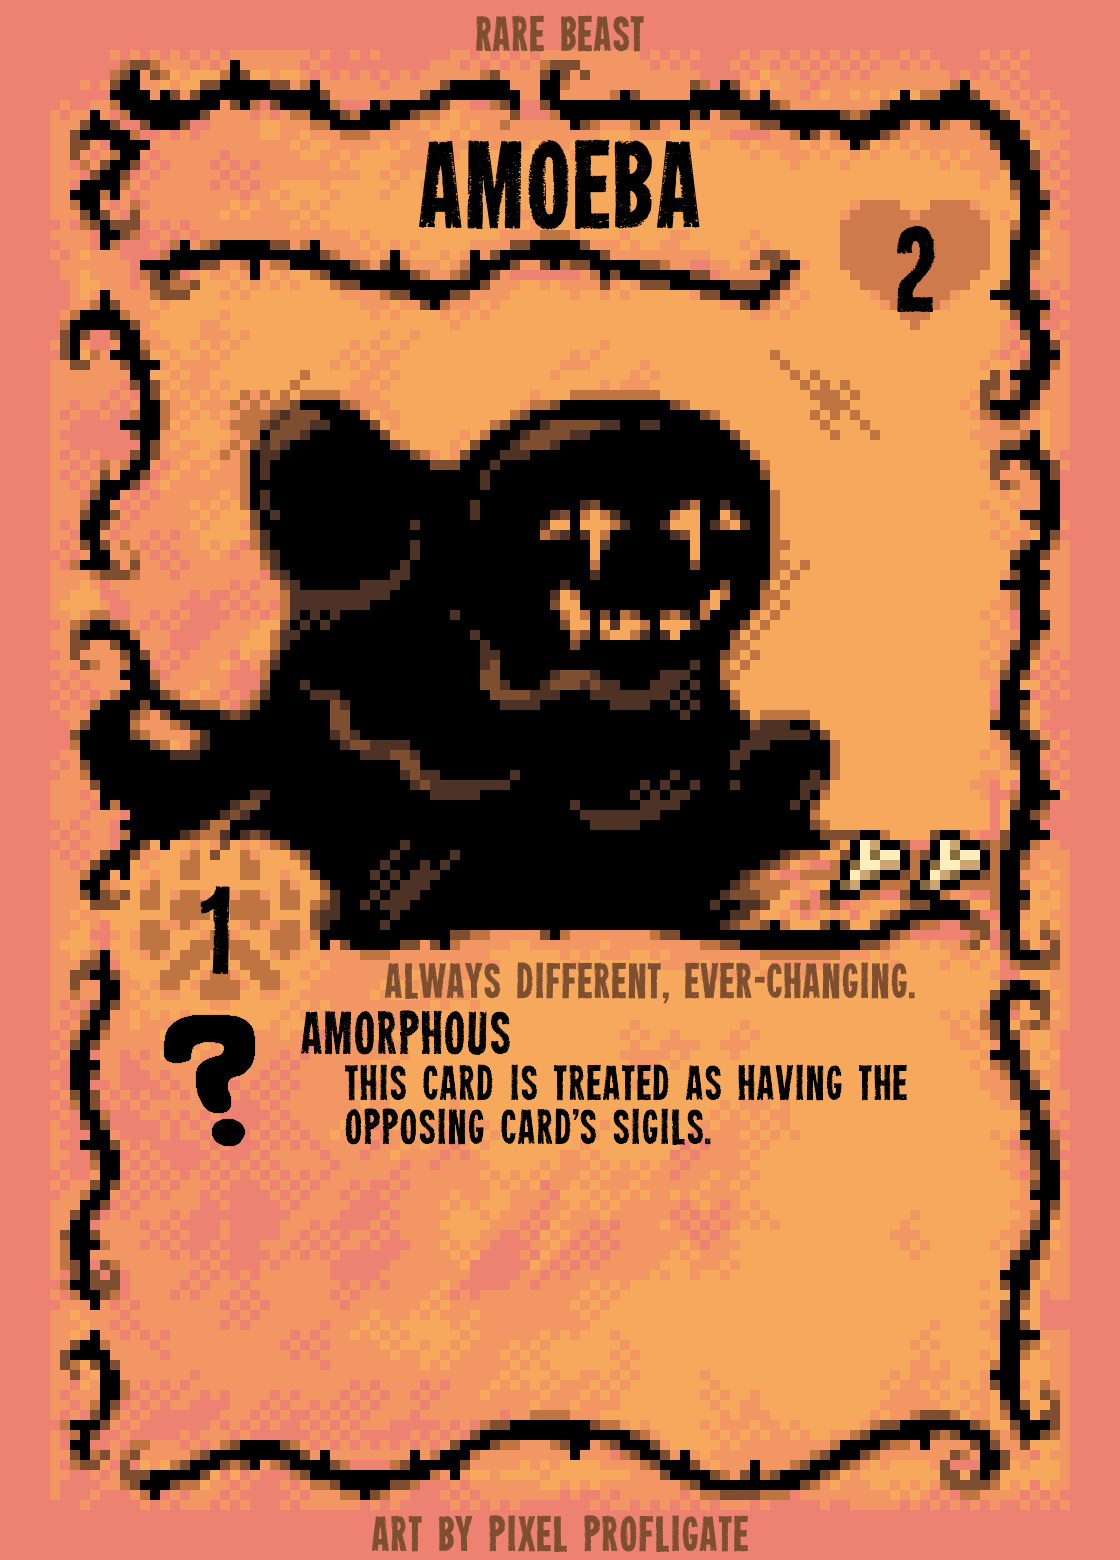 RARE BEAST
AMOEBA
2
1
ALWAYS DIFFERENT, EVER-CHANGING.
?
AMORPHOUS
THIS CARD IS TREATED AS HAVING THE
OPPOSING CARD'S SIGILS.
ART BY PIXEL PROFLIGATE